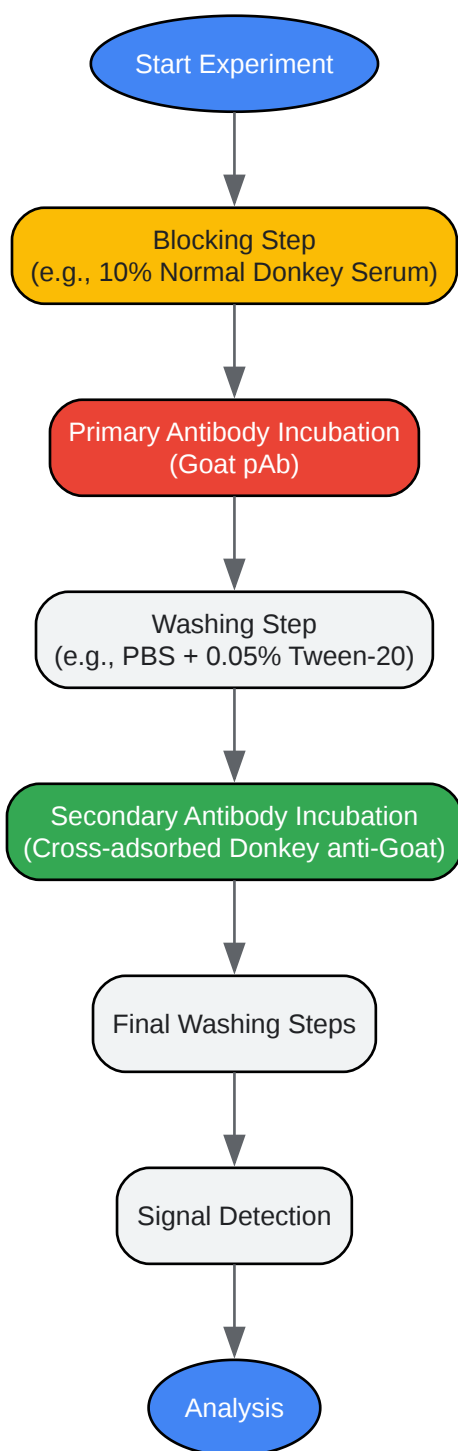 Start Experiment
Blocking Step
(e.g., 10% Normal Donkey Serum)
Primary Antibody Incubation
(Goat pAb)
Washing Step
(e.g., PBS + 0.05% Tween-20)
Secondary Antibody Incubation
(Cross-adsorbed Donkey anti-Goat)
Final Washing Steps
Signal Detection
Analysis